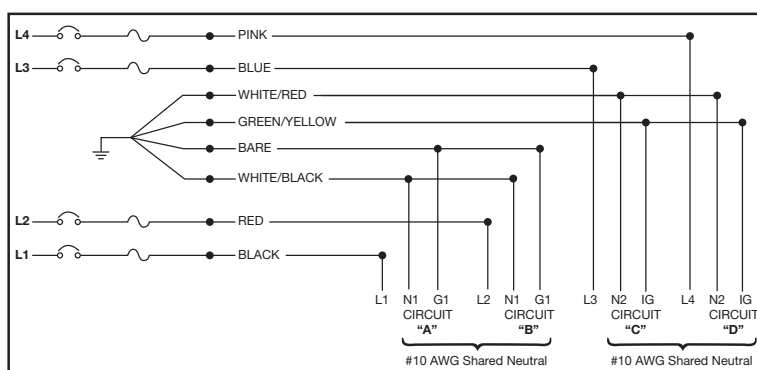 L4 PINK
L3 BLUE
WHITE/RED
GREEN/YELLOW
BARE
WHITE/BLACK
L2 RED
L1 BLACK
L1 N1 G1 L2 N1 G1 L3 N2 IG L4 N2 IG
CIRCUIT CIRCUIT CIRCUIT CIRCUIT
“A” “B” “C” “D”
#10 AWG Shared Neutral #10 AWG Shared Neutral